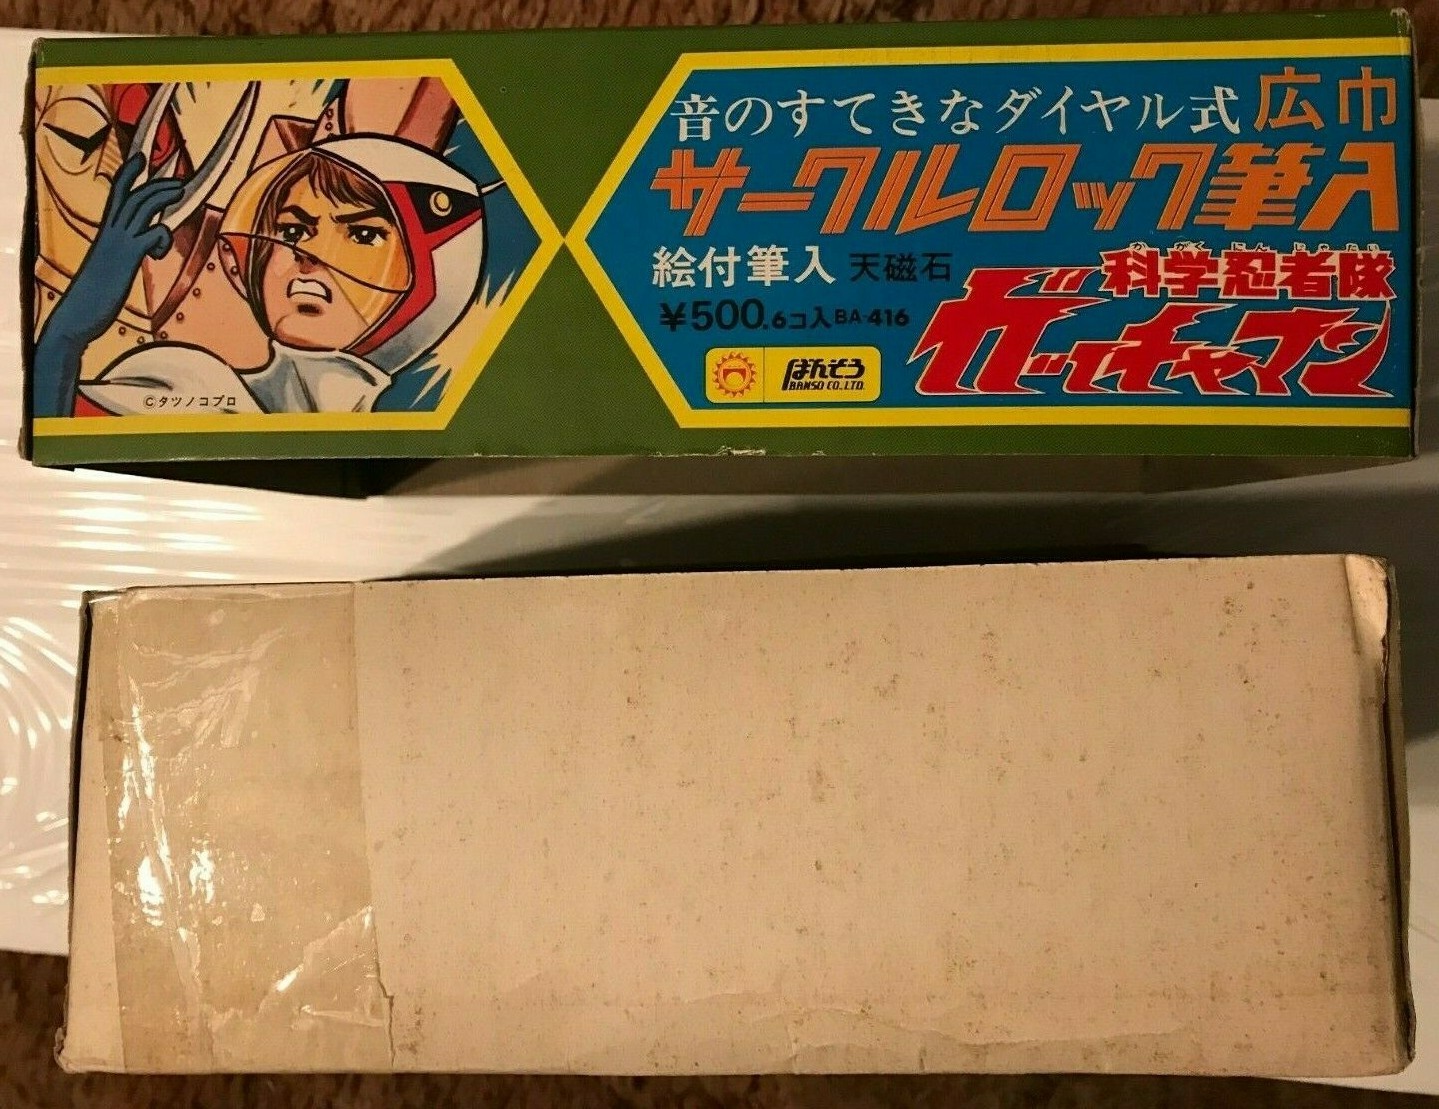 音のすてきなダイヤル式 広巾
サークルロック筆入
絵付筆入 天磁石
¥500.6コ入BA-416
かがくにんじゃたい
科学忍者隊
ガッチャマン
ばんそう
BANSO CO., LTD.
©タツノコプロ